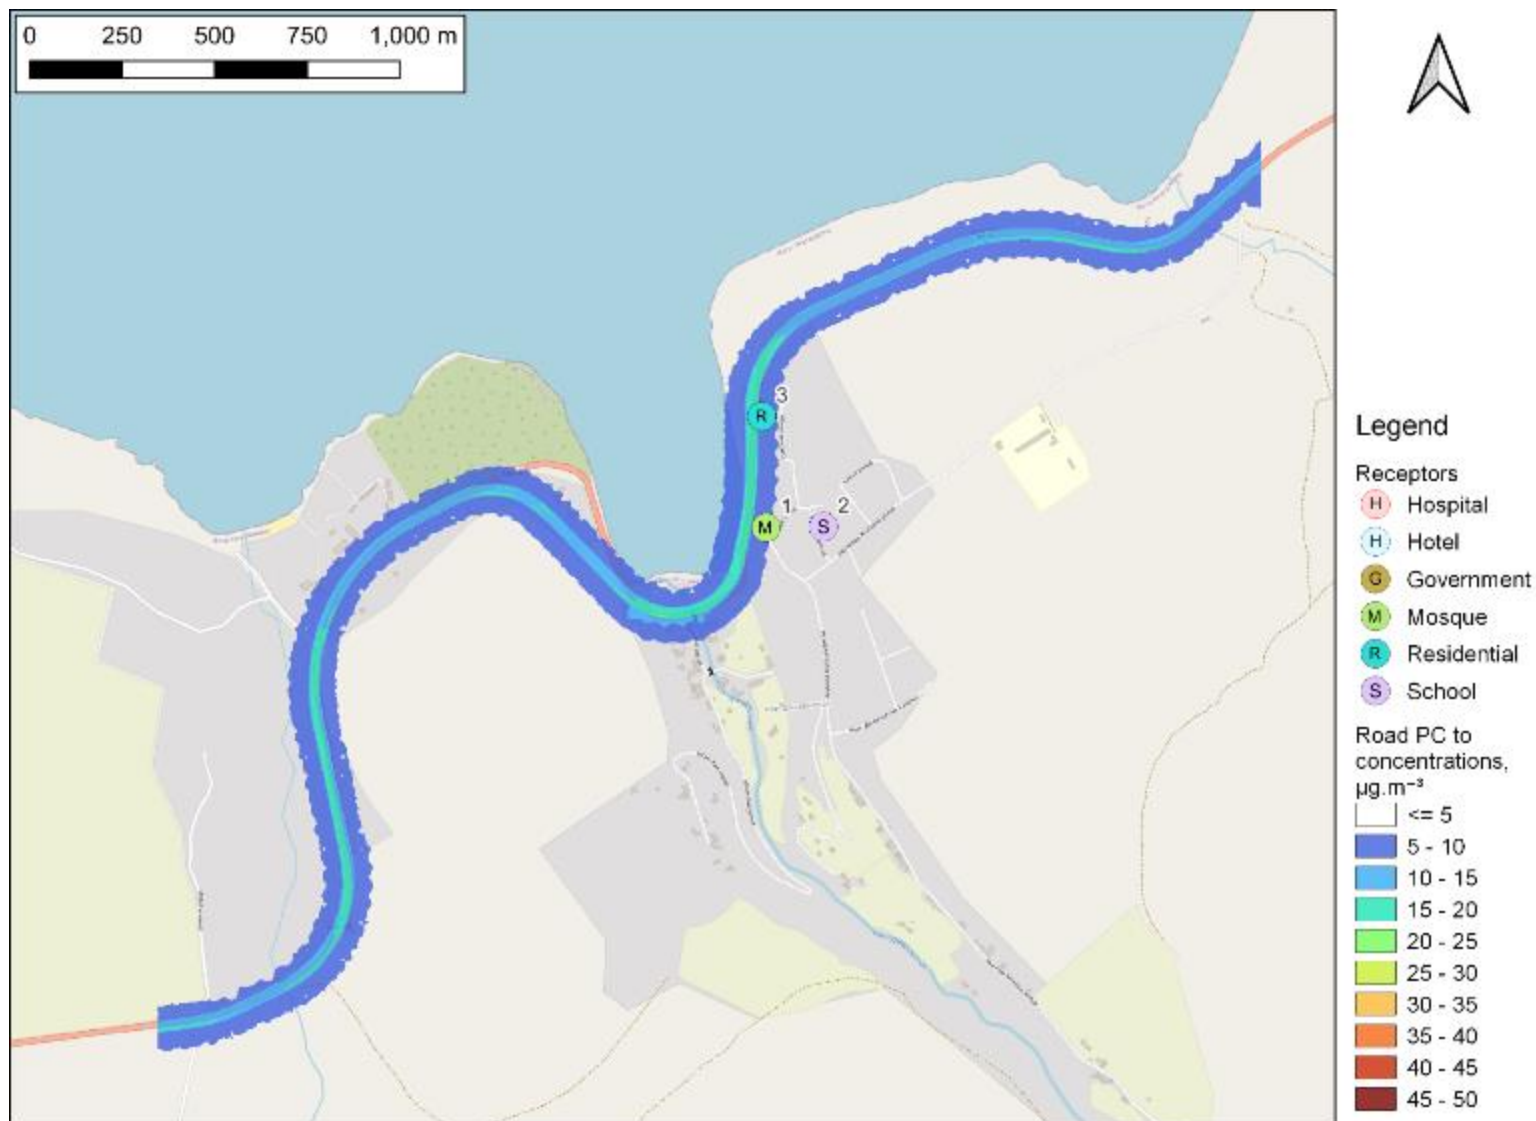 0 250 500 750 1,000 m
3
R
1
2
M
S
Legend
Receptors
H Hospital
H Hotel
G Government
M Mosque
R Residential
S School
Road PC to
concentrations,
µg.m⁻³
<= 5
5 - 10
10 - 15
15 - 20
20 - 25
25 - 30
30 - 35
35 - 40
40 - 45
45 - 50